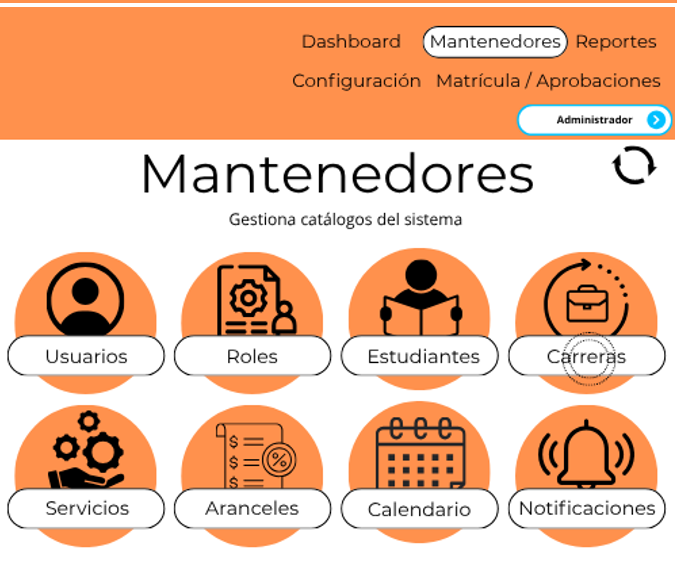 Dashboard Mantenedores Reportes
Configuración Matrícula / Aprobaciones
Administrador
Mantenedores
Gestiona catálogos del sistema
Usuarios Roles Estudiantes Carreras
Servicios Aranceles Calendario Notificaciones